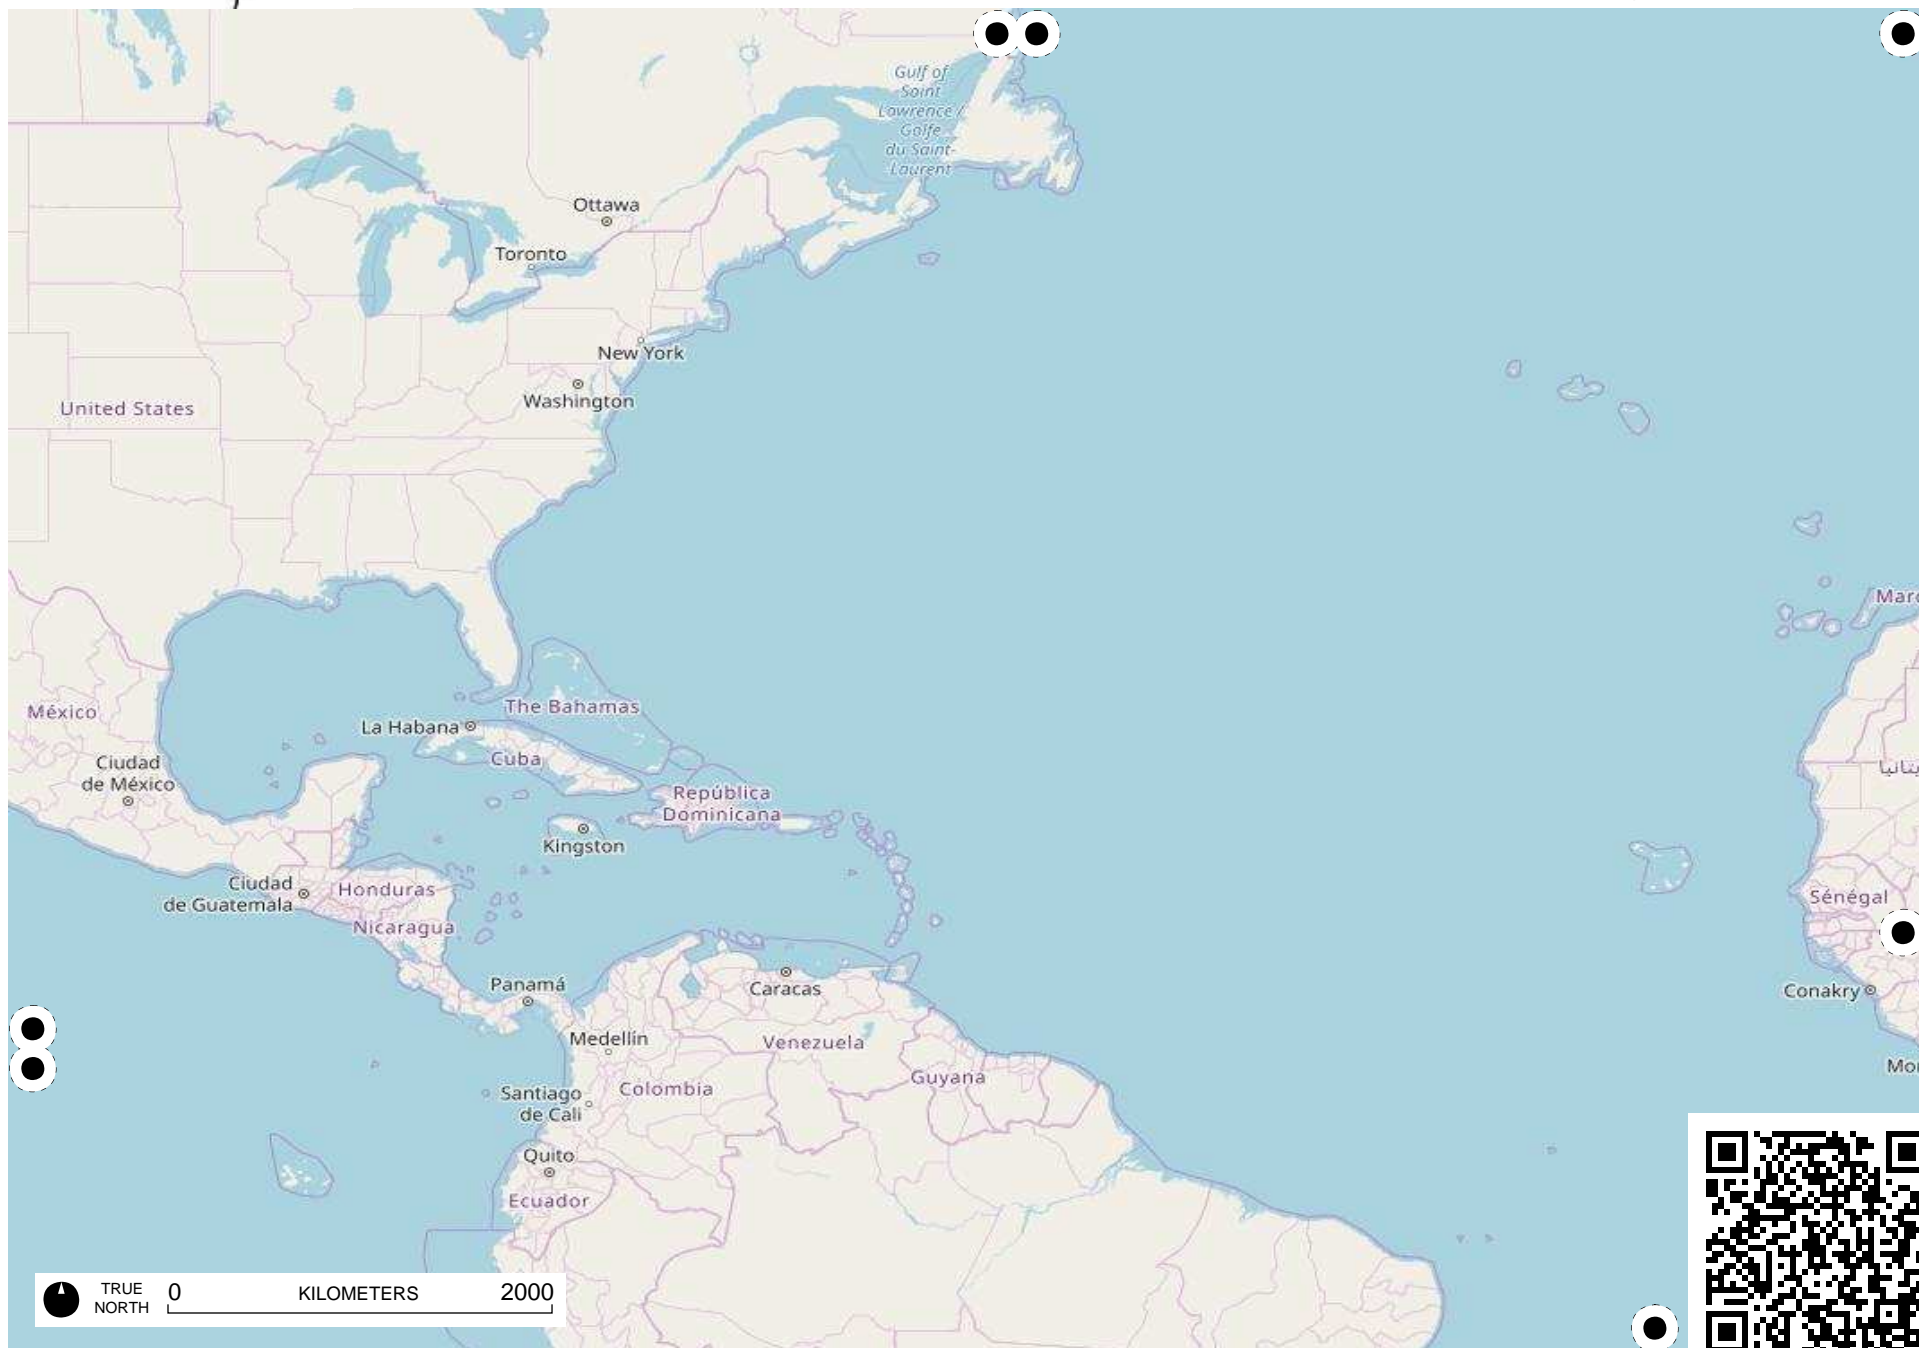 Gulf of
Saint
Lawrence /
Golfe
du Saint-
Laurent
Ottawa
Toronto
New York
Washington
United States
México
Ciudad
de México
La Habana
The Bahamas
Cuba
República
Dominicana
Kingston
Ciudad
de Guatemala
Honduras
Nicaragua
Panamá
Caracas
Medellín
Venezuela
Santiago
de Cali
Colombia
Guyana
Quito
Ecuador
Sénégal
Conakry
TRUE
NORTH
0
KILOMETERS
2000